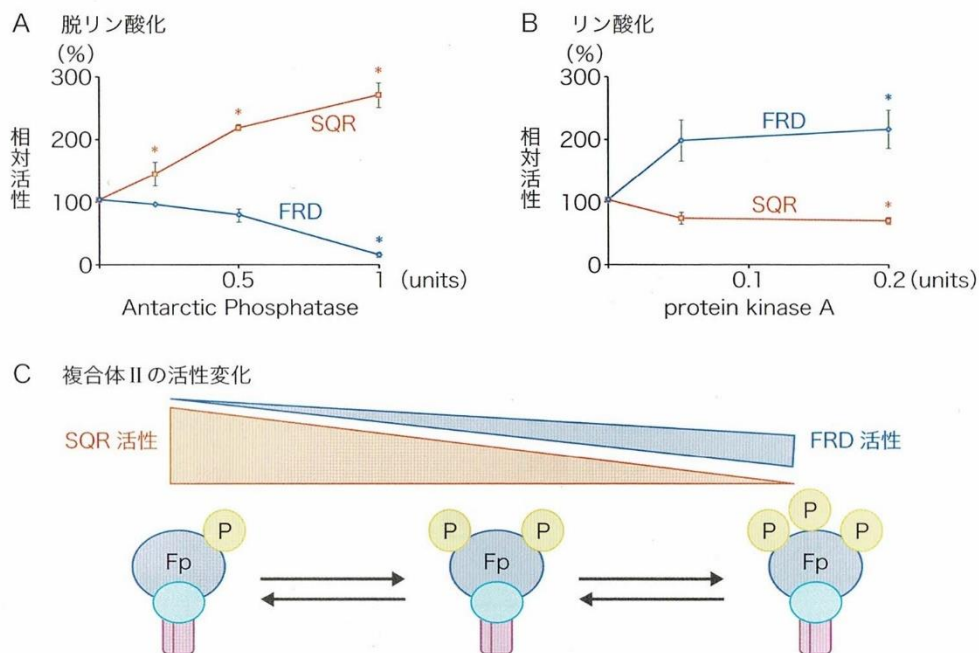 A 脱リン酸化
(%)
300
200
100
0
相対活性
*
*
*
SQR
FRD
*
0.5
1 (units)
Antarctic Phosphatase
B リン酸化
(%)
300
200
100
0
相対活性
*
FRD
SQR
*
0.1
0.2 (units)
protein kinase A
C 複合体Ⅱの活性変化
SQR 活性
FRD 活性
P
Fp
P
P
Fp
P
P
P
Fp